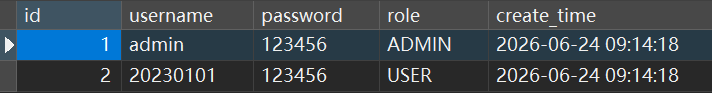 id username password role create_time
1 admin 123456 ADMIN 2026-06-24 09:14:18
2 20230101 123456 USER 2026-06-24 09:14:18